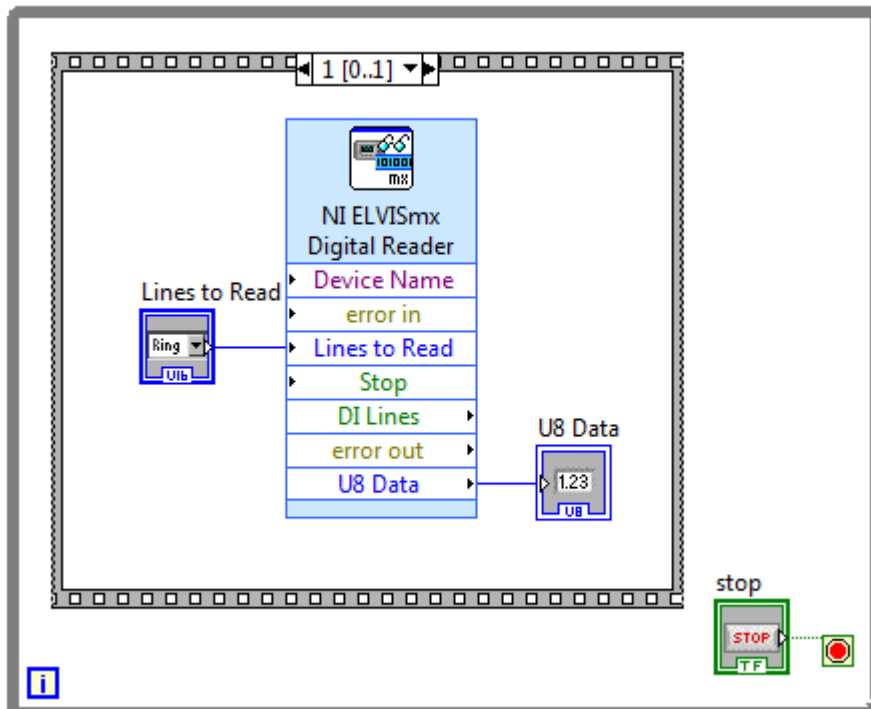 1 [0..1]
101001
mx
NI ELVISmx
Digital Reader
Device Name
error in
Lines to Read
Ring
U16
Lines to Read
Stop
DI Lines
error out
U8 Data
U8 Data
1.23
U8
stop
STOP
TF
i